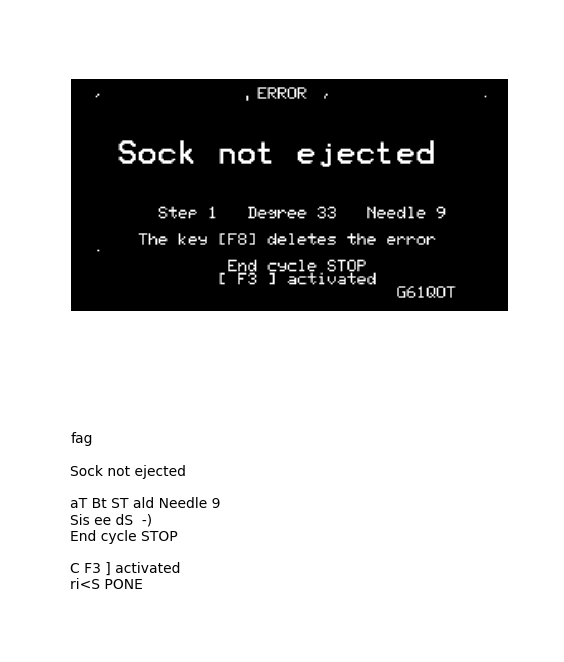 ERROR
Sock not ejected
Step 1 Degree 33 Needle 9
The key [F8] deletes the error
End cycle STOP
[ F3 ] activated
G61QOT
fag
Sock not ejected
aT Bt ST ald Needle 9
Sis ee dS -)
End cycle STOP
C F3 ] activated
ri<S PONE